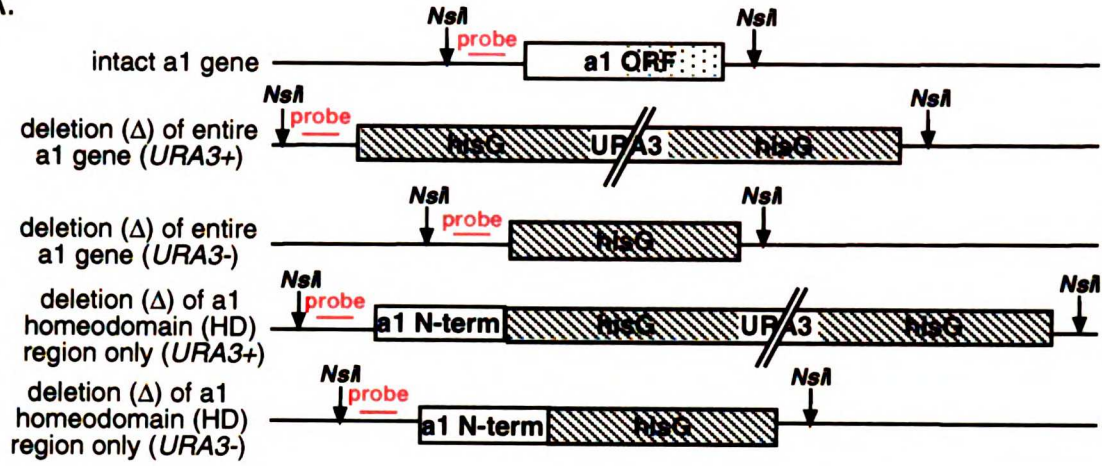 A.
NsiI NsiI
probe
intact a1 gene
a1 ORF
NsiI NsiI
probe
deletion (Δ) of entire
a1 gene (URA3+)
hisG URA3 hisG
NsiI NsiI
probe
deletion (Δ) of entire
a1 gene (URA3-)
hisG
NsiI NsiI
probe
deletion (Δ) of a1
homeodomain (HD)
region only (URA3+)
a1 N-term hisG URA3 hisG
NsiI NsiI
probe
deletion (Δ) of a1
homeodomain (HD)
region only (URA3-)
a1 N-term hisG